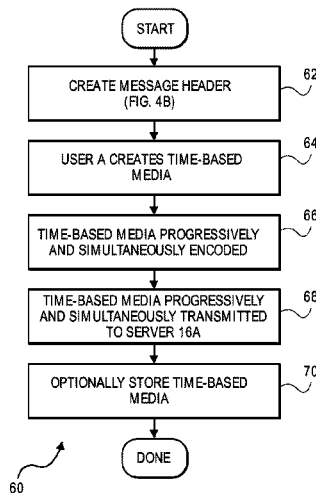 START
CREATE MESSAGE HEADER
(FIG. 4B)
62
USER A CREATES TIME-BASED
MEDIA
64
TIME-BASED MEDIA PROGRESSIVELY
AND SIMULTANEOUSLY ENCODED
66
TIME-BASED MEDIA PROGRESSIVELY
AND SIMULTANEOUSLY TRANSMITTED
TO SERVER 16A
68
OPTIONALLY STORE TIME-BASED
MEDIA
70
DONE
60